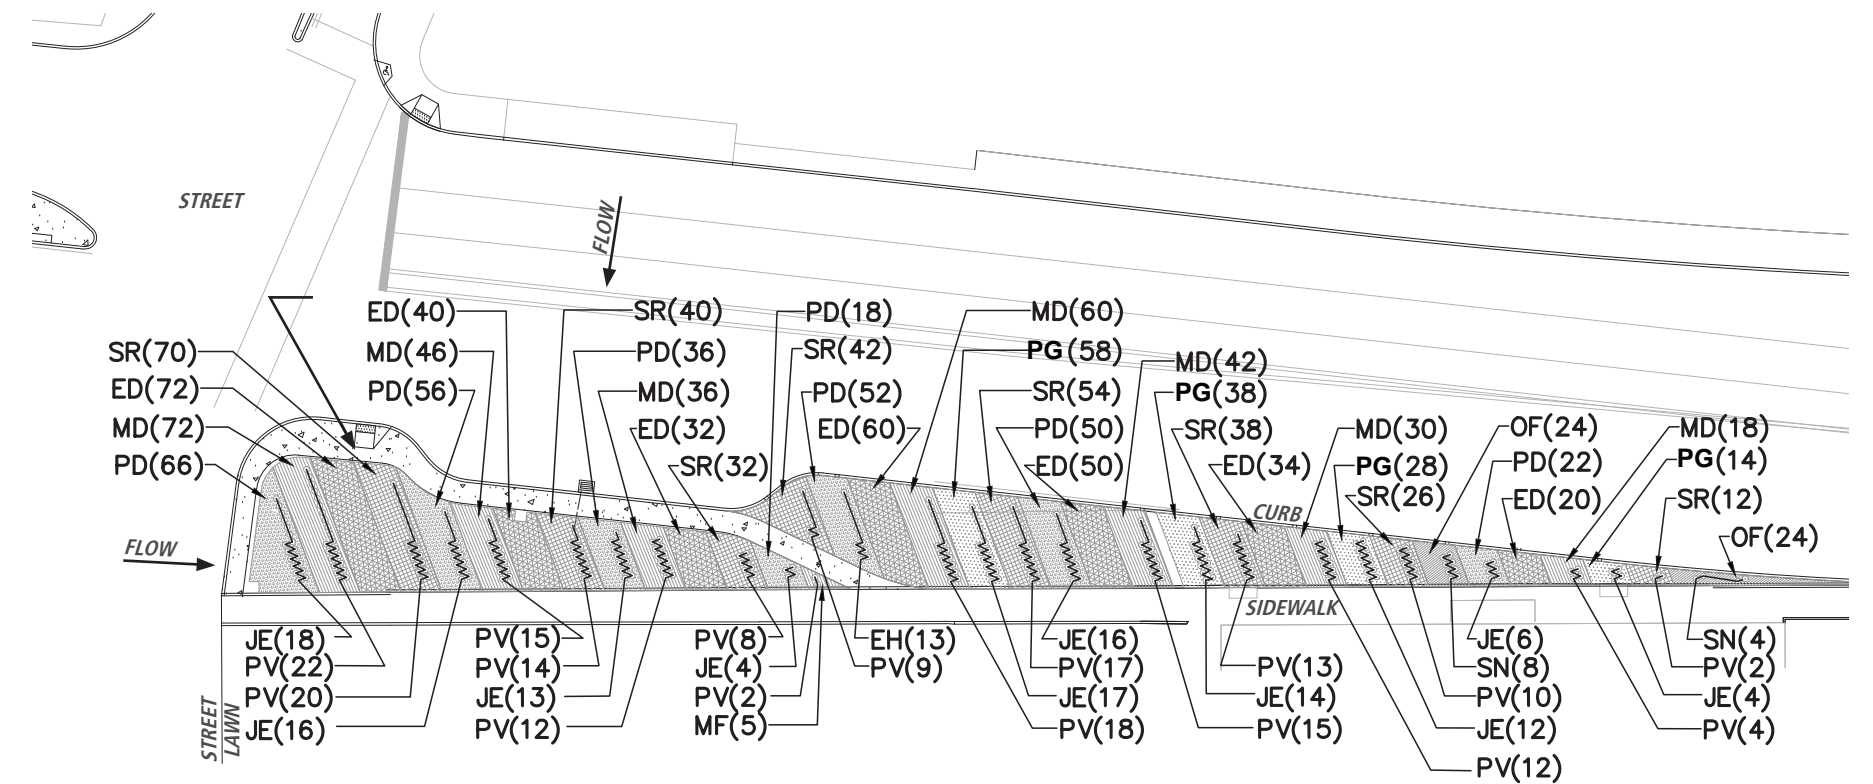 STREET
FLOW
ED(40)
SR(40)
PD(18)
MD(60)
SR(70)
MD(46)
PD(36)
SR(42)
PG(58)
MD(42)
ED(72)
PD(56)
MD(36)
PD(52)
SR(54)
PG(38)
MD(72)
ED(32)
ED(60)
PD(50)
SR(38)
MD(30)
OF(24)
MD(18)
PD(66)
SR(32)
ED(50)
ED(34)
PG(28)
PD(22)
PG(14)
SR(26)
ED(20)
SR(12)
CURB
OF(24)
FLOW
SIDEWALK
JE(18)
PV(15)
PV(8)
EH(13)
JE(16)
JE(6)
SN(4)
PV(22)
PV(14)
JE(4)
PV(9)
PV(17)
PV(13)
SN(8)
PV(2)
PV(20)
JE(13)
PV(2)
JE(17)
JE(14)
PV(10)
JE(4)
JE(16)
PV(12)
MF(5)
PV(18)
PV(15)
JE(12)
PV(4)
PV(12)
STREET
LAWN